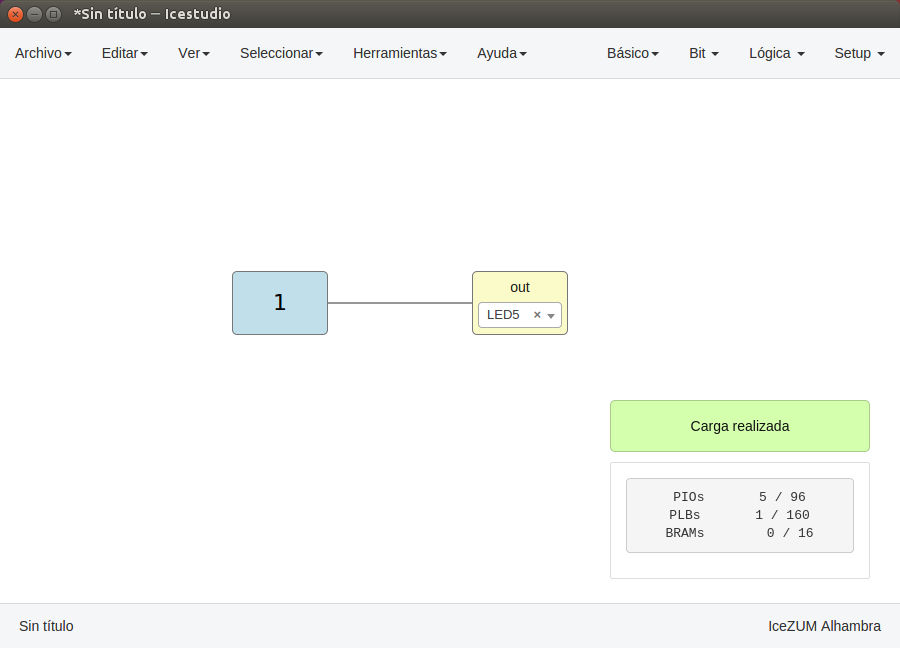 *Sin título — Icestudio
Archivo Editar Ver Seleccionar Herramientas Ayuda Básico Bit Lógica Setup
1
out
LED5 ×
Carga realizada
PIOs 5 / 96
PLBs 1 / 160
BRAMs 0 / 16
Sin título IceZUM Alhambra